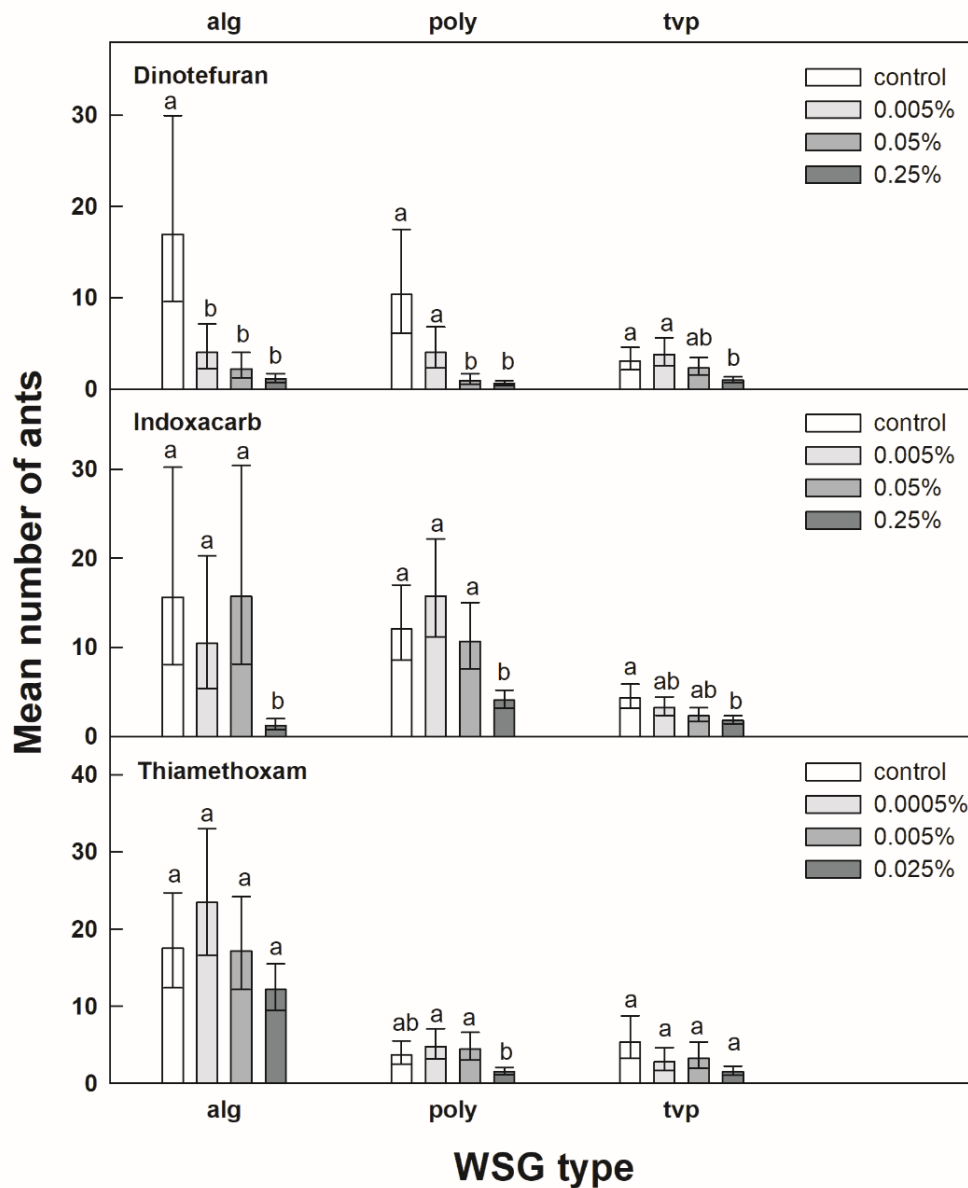 alg poly tvp
Dinotefuran
control
0.005%
0.05%
0.25%
30
20
10
0
a b b b
a a b b
a a ab b
Indoxacarb
control
0.005%
0.05%
0.25%
30
20
10
0
a a a b
a a a b
a ab ab b
Thiamethoxam
control
0.0005%
0.005%
0.025%
40
30
20
10
0
a a a a
ab a a b
a a a a
alg poly tvp
Mean number of ants
WSG type